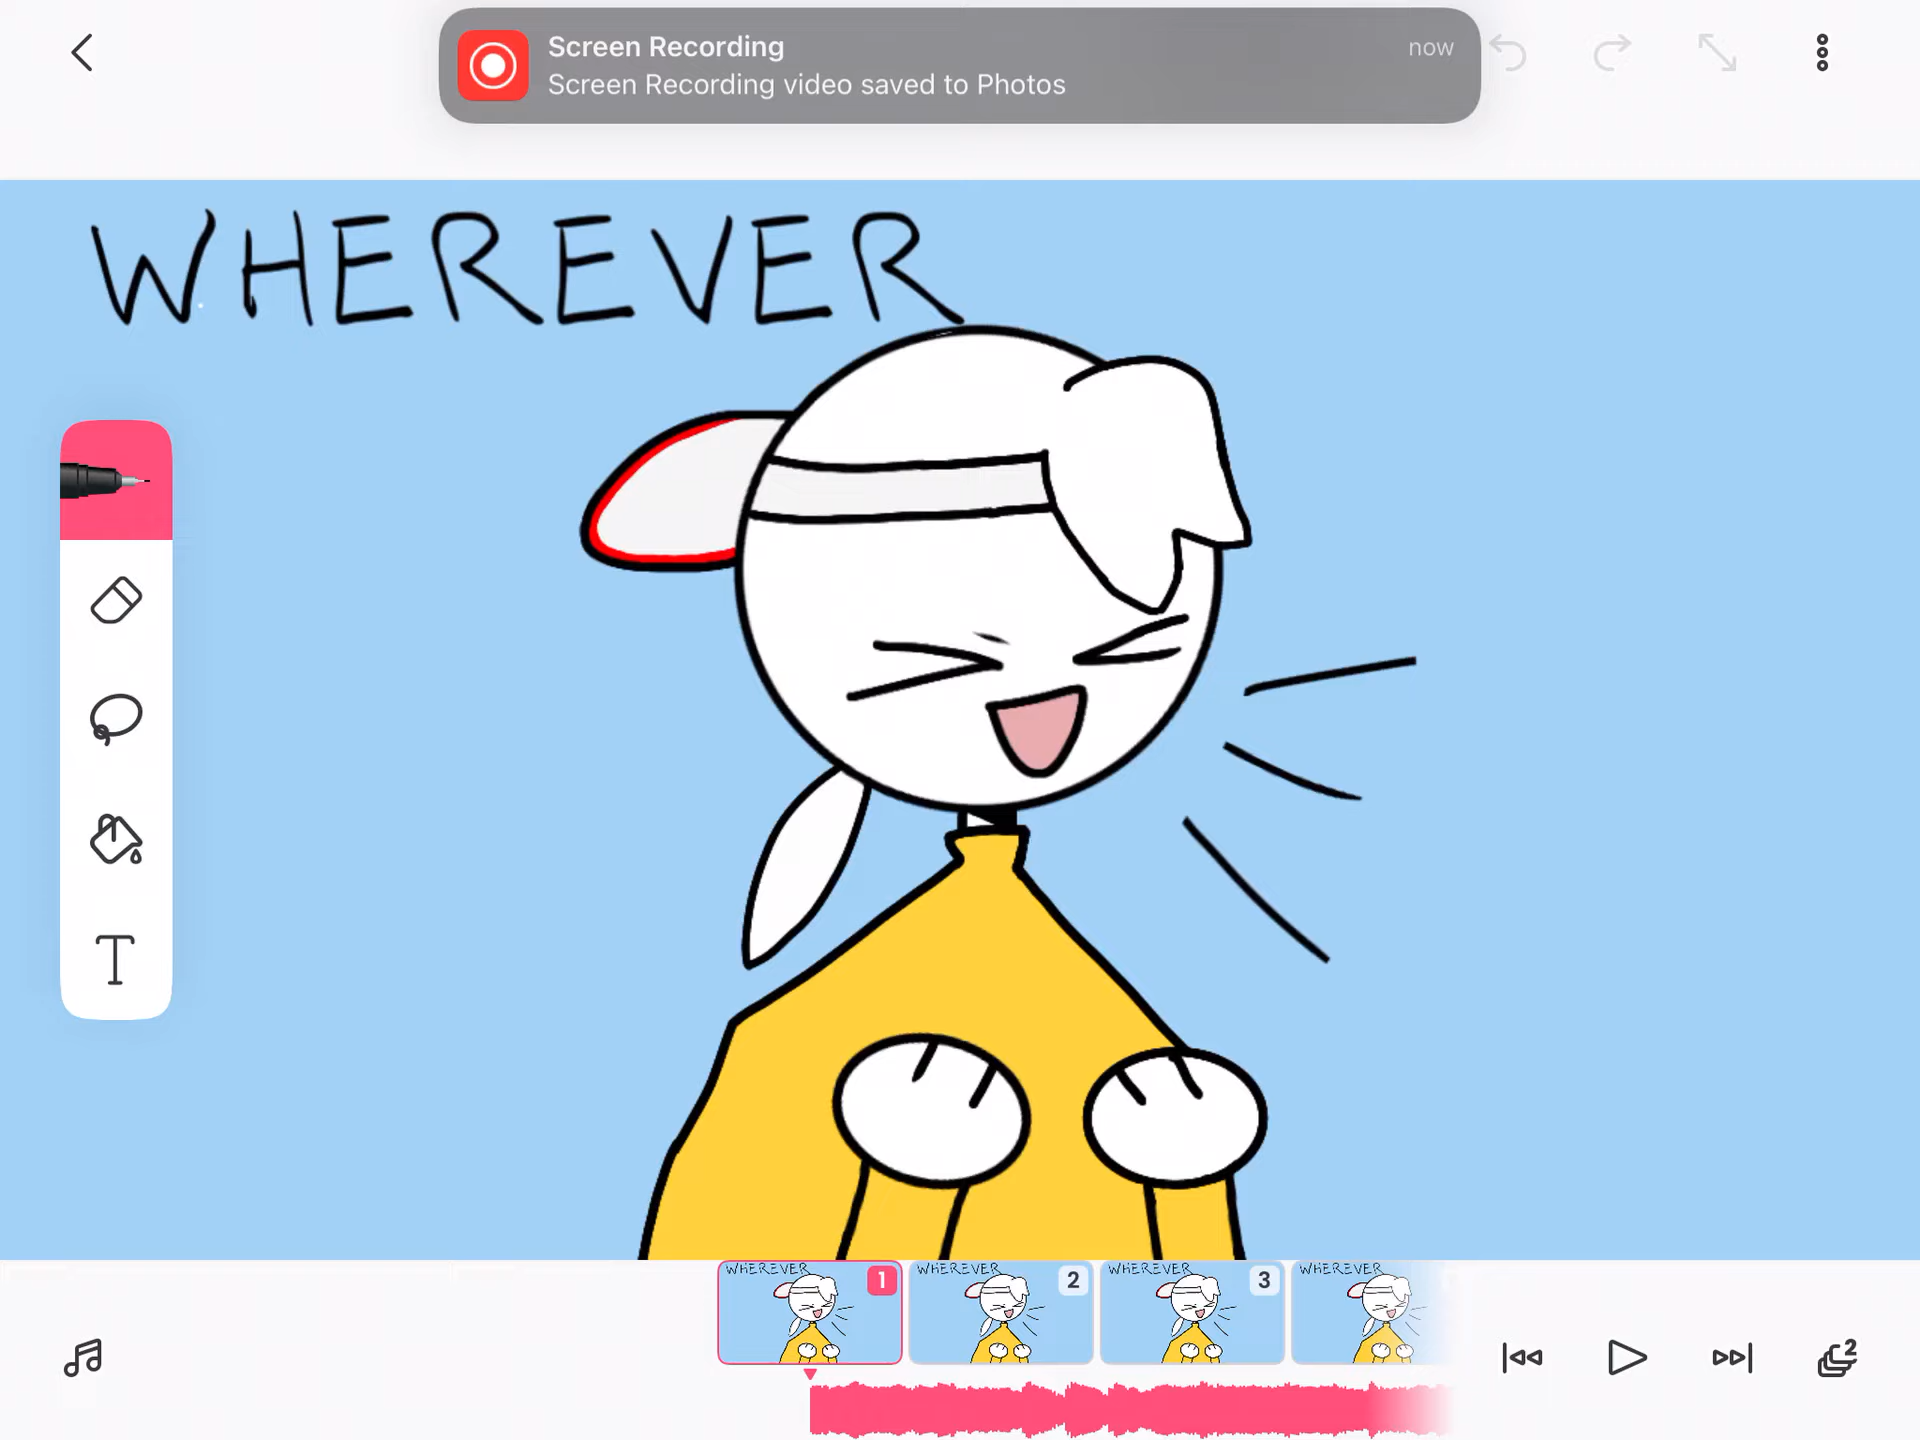 Screen Recording
now
Screen Recording video saved to Photos
WHEREVER
T
WHEREVER 1
WHEREVER 2
WHEREVER 3
WHEREVER
2